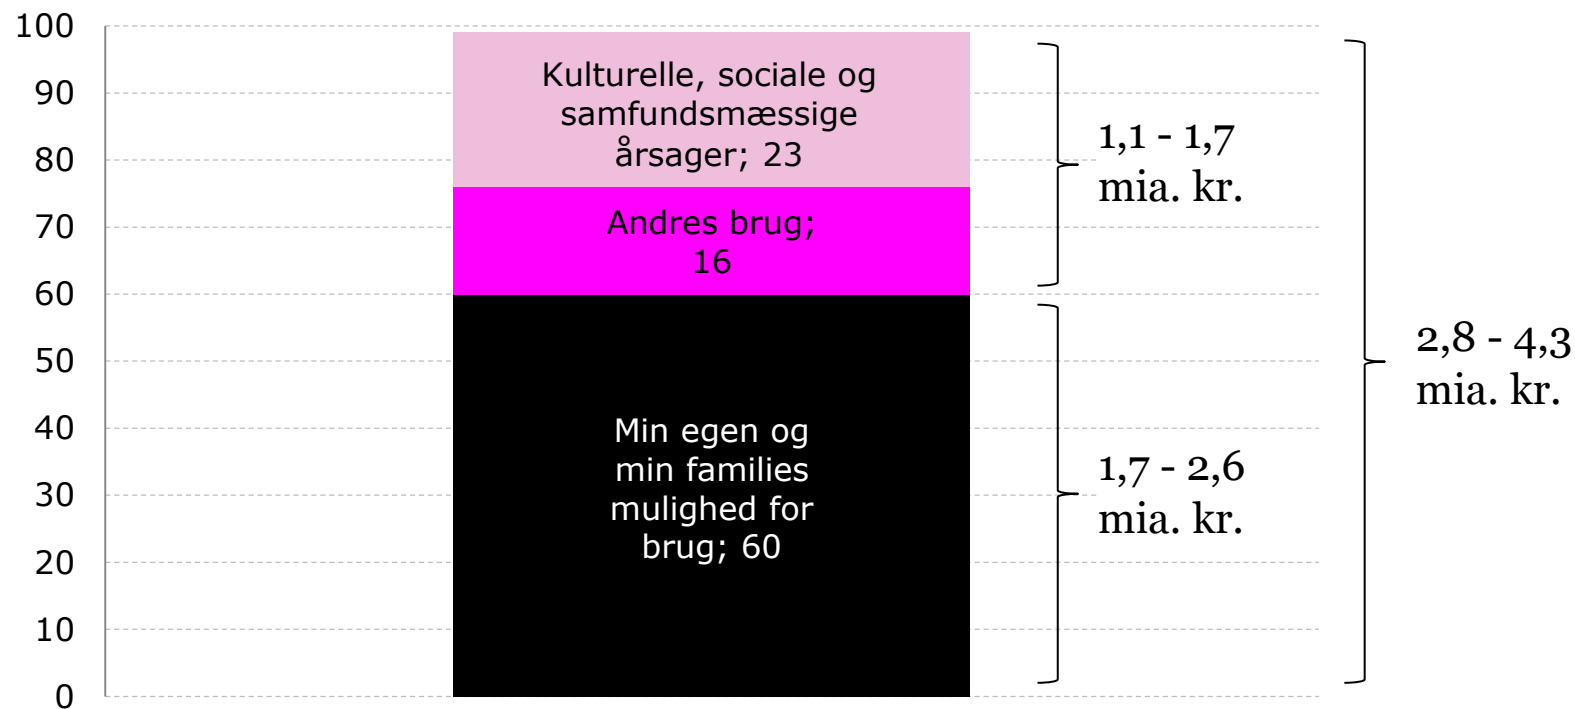 100
90
80
70
60
50
40
30
20
10
0
Kulturelle, sociale og
samfundsmæssige
årsager; 23
Andres brug;
16
Min egen og
min families
mulighed for
brug; 60
1,1 - 1,7
mia. kr.
1,7 - 2,6
mia. kr.
2,8 - 4,3
mia. kr.